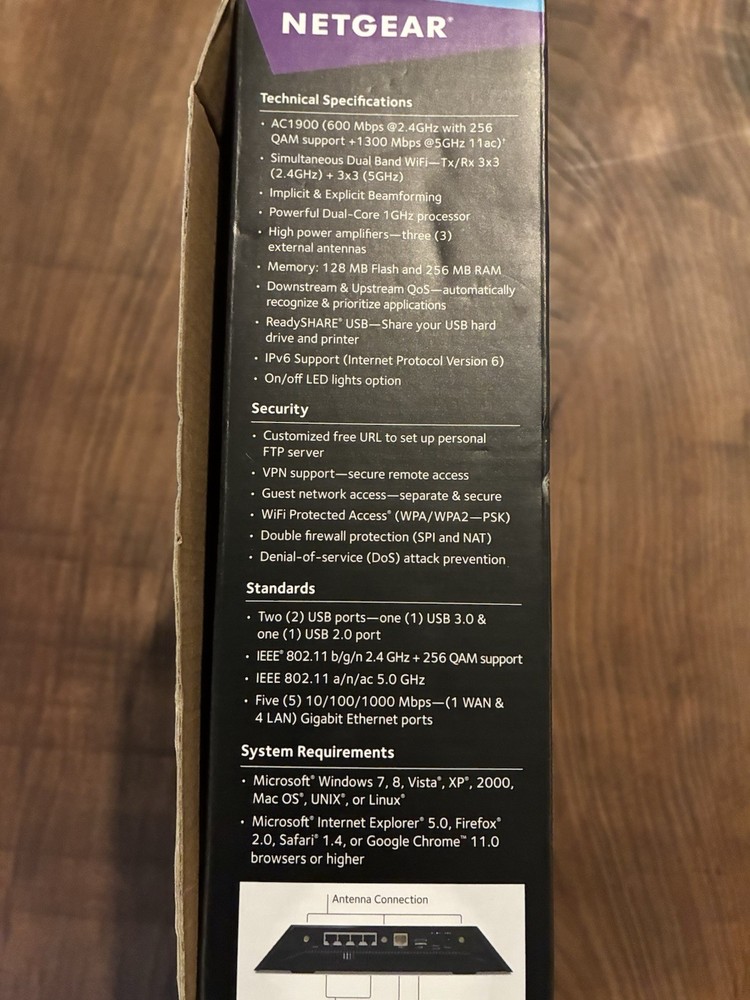 NETGEAR®
Technical Specifications
• AC1900 (600 Mbps @2.4GHz with 256
QAM support +1300 Mbps @5GHz 11ac)†
• Simultaneous Dual Band WiFi—Tx/Rx 3x3
(2.4GHz) + 3x3 (5GHz)
• Implicit & Explicit Beamforming
• Powerful Dual-Core 1GHz processor
• High power amplifiers—three (3)
external antennas
• Memory: 128 MB Flash and 256 MB RAM
• Downstream & Upstream QoS—automatically
recognize & prioritize applications
• ReadySHARE® USB—Share your USB hard
drive and printer
• IPv6 Support (Internet Protocol Version 6)
• On/off LED lights option
Security
• Customized free URL to set up personal
FTP server
• VPN support—secure remote access
• Guest network access—separate & secure
• WiFi Protected Access® (WPA/WPA2—PSK)
• Double firewall protection (SPI and NAT)
• Denial-of-service (DoS) attack prevention
Standards
• Two (2) USB ports—one (1) USB 3.0 &
one (1) USB 2.0 port
• IEEE® 802.11 b/g/n 2.4 GHz + 256 QAM support
• IEEE 802.11 a/n/ac 5.0 GHz
• Five (5) 10/100/1000 Mbps—(1 WAN &
4 LAN) Gigabit Ethernet ports
System Requirements
• Microsoft® Windows 7, 8, Vista®, XP®, 2000,
Mac OS®, UNIX®, or Linux®
• Microsoft® Internet Explorer® 5.0, Firefox®
2.0, Safari® 1.4, or Google Chrome™ 11.0
browsers or higher
Antenna Connection